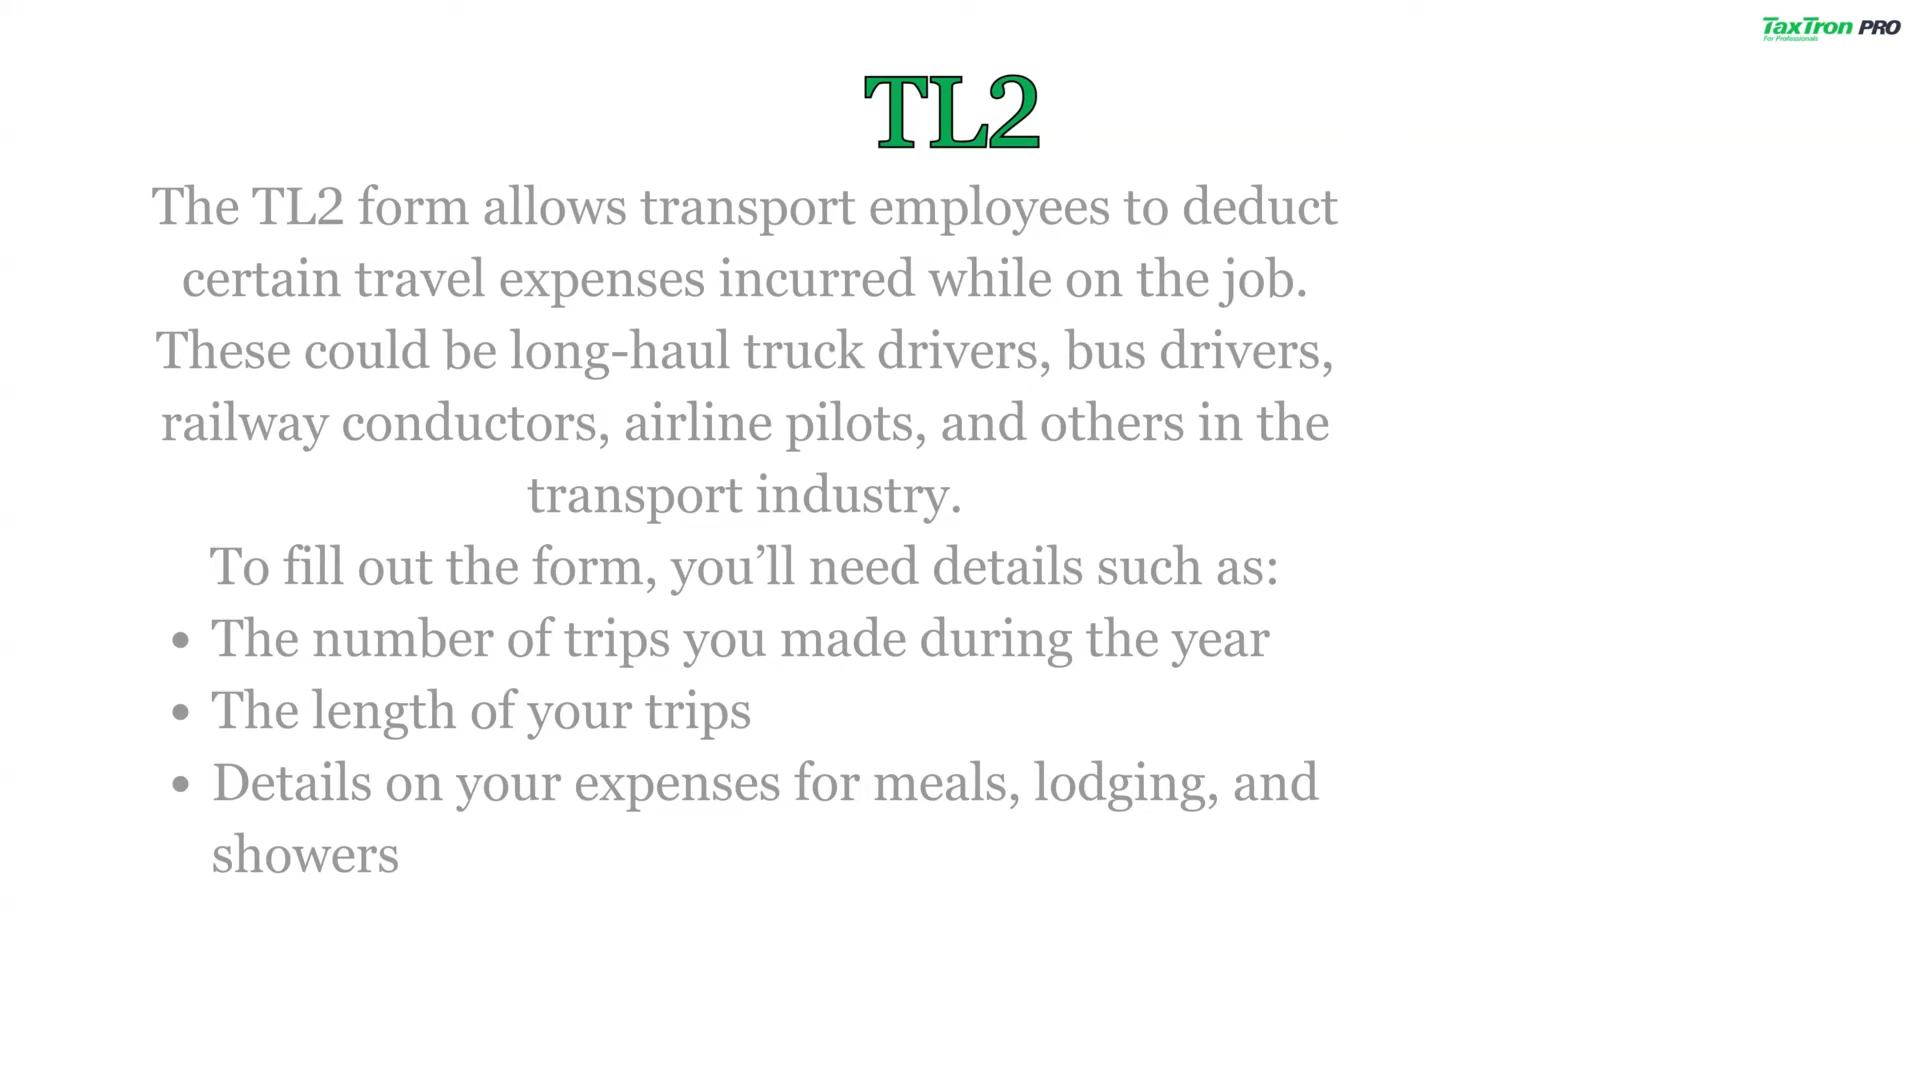 TaxTron PRO
For Professionals
TL2
The TL2 form allows transport employees to deduct
certain travel expenses incurred while on the job.
These could be long-haul truck drivers, bus drivers,
railway conductors, airline pilots, and others in the
transport industry.
To fill out the form, you’ll need details such as:
• The number of trips you made during the year
• The length of your trips
• Details on your expenses for meals, lodging, and
showers